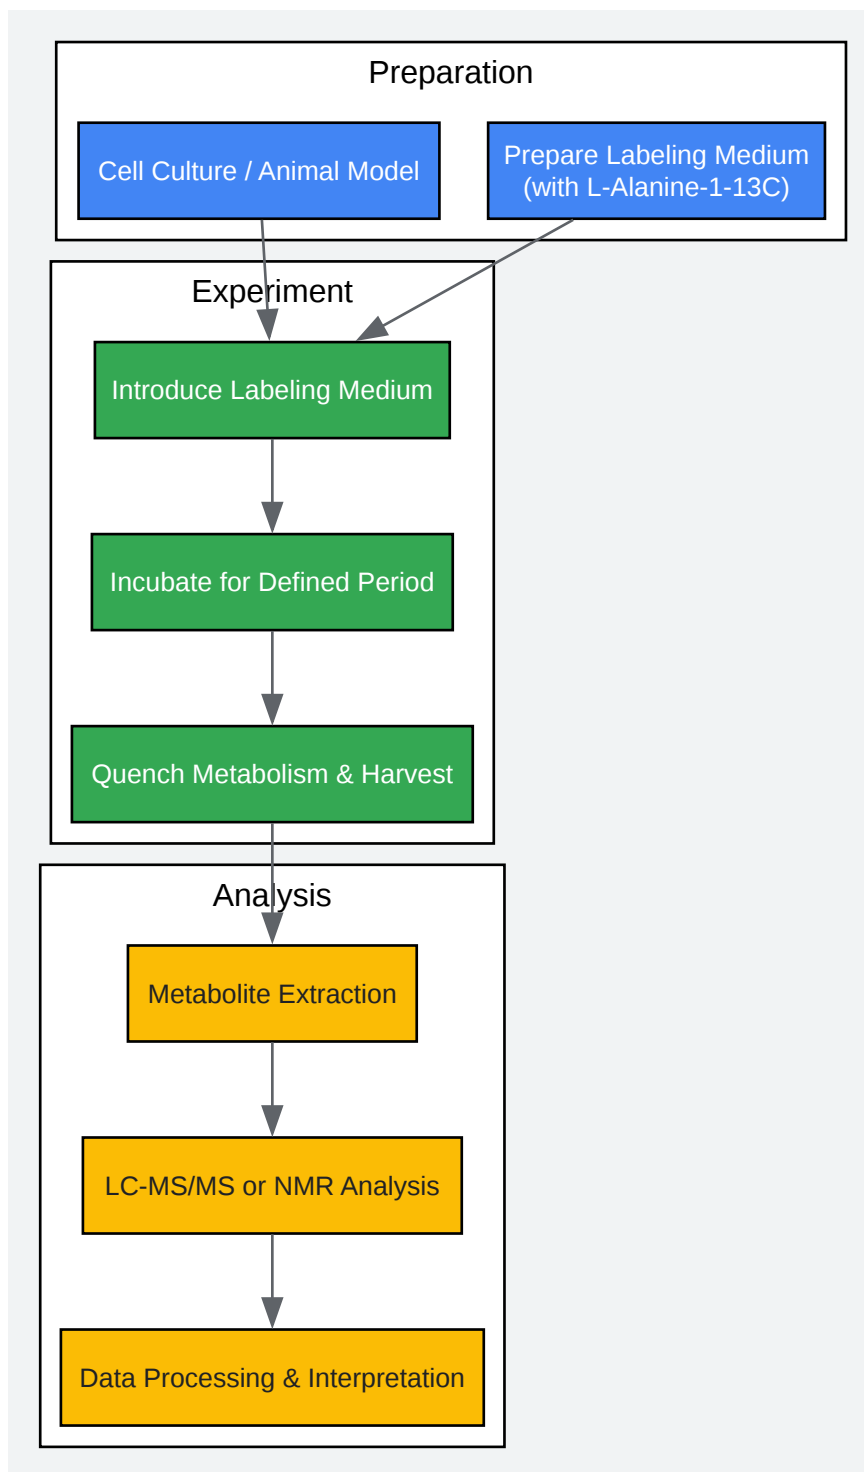 Preparation
Cell Culture / Animal Model
Prepare Labeling Medium
(with L-Alanine-1-13C)
Experiment
Introduce Labeling Medium
Incubate for Defined Period
Quench Metabolism & Harvest
Analysis
Metabolite Extraction
LC-MS/MS or NMR Analysis
Data Processing & Interpretation